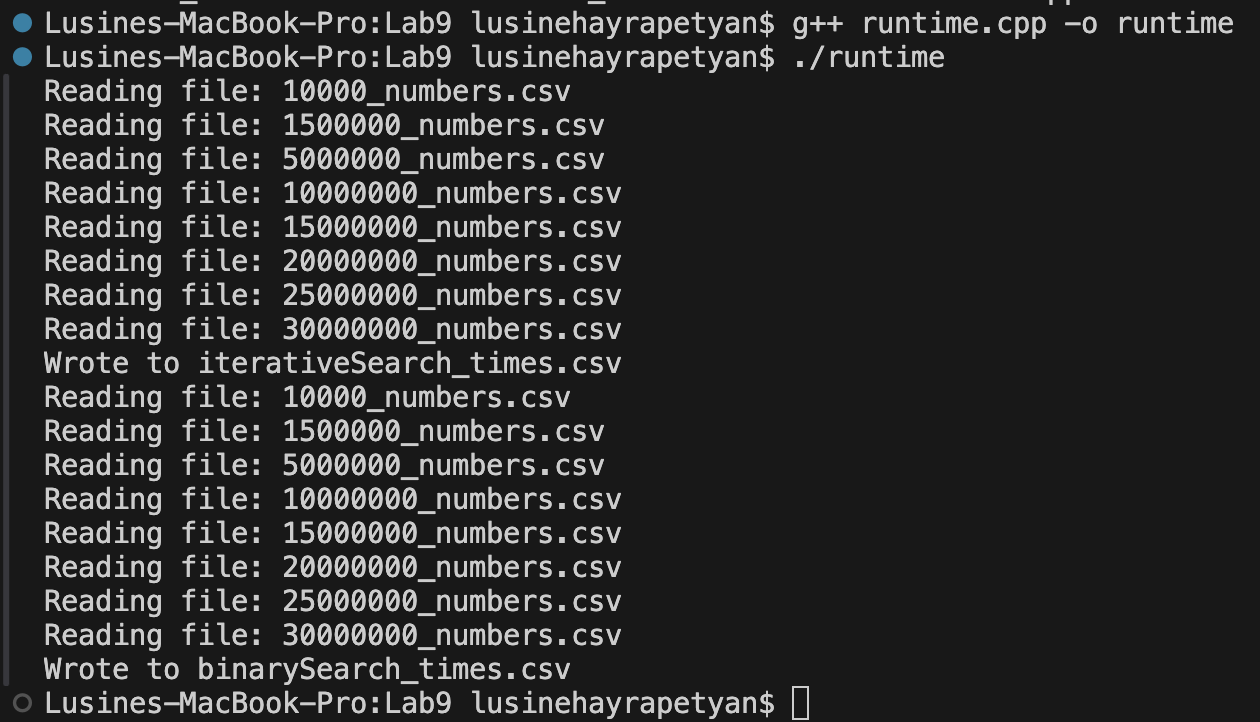 Lusines-MacBook-Pro:Lab9 lusinehayrapetyan$ g++ runtime.cpp -o runtime
Lusines-MacBook-Pro:Lab9 lusinehayrapetyan$ ./runtime
Reading file: 10000_numbers.csv
Reading file: 1500000_numbers.csv
Reading file: 5000000_numbers.csv
Reading file: 10000000_numbers.csv
Reading file: 15000000_numbers.csv
Reading file: 20000000_numbers.csv
Reading file: 25000000_numbers.csv
Reading file: 30000000_numbers.csv
Wrote to iterativeSearch_times.csv
Reading file: 10000_numbers.csv
Reading file: 1500000_numbers.csv
Reading file: 5000000_numbers.csv
Reading file: 10000000_numbers.csv
Reading file: 15000000_numbers.csv
Reading file: 20000000_numbers.csv
Reading file: 25000000_numbers.csv
Reading file: 30000000_numbers.csv
Wrote to binarySearch_times.csv
Lusines-MacBook-Pro:Lab9 lusinehayrapetyan$